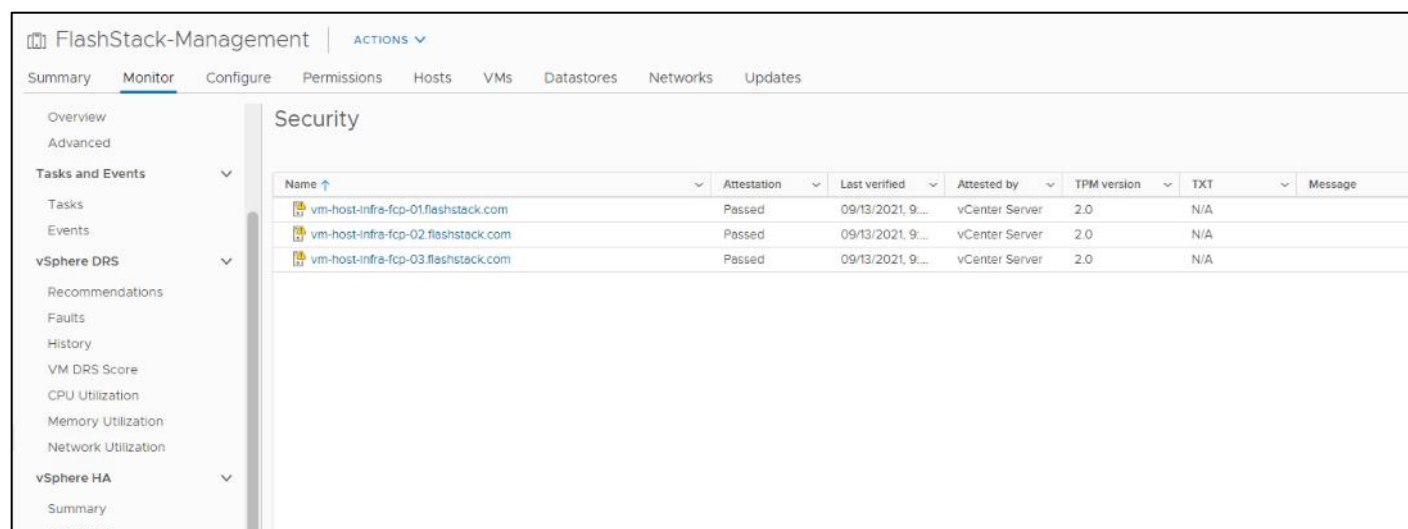 FlashStack-Management ACTIONS
Summary Monitor Configure Permissions Hosts VMs Datastores Networks Updates
Overview
Advanced
Tasks and Events
Tasks
Events
vSphere DRS
Recommendations
Faults
History
VM DRS Score
CPU Utilization
Memory Utilization
Network Utilization
vSphere HA
Summary
Security
Name Attestation Last verified Attested by TPM version TXT Message
vm-host-infra-fcp-01.flashstack.com Passed 09/13/2021, 9:... vCenter Server 2.0 N/A
vm-host-infra-fcp-02.flashstack.com Passed 09/13/2021, 9:... vCenter Server 2.0 N/A
vm-host-infra-fcp-03.flashstack.com Passed 09/13/2021, 9:... vCenter Server 2.0 N/A